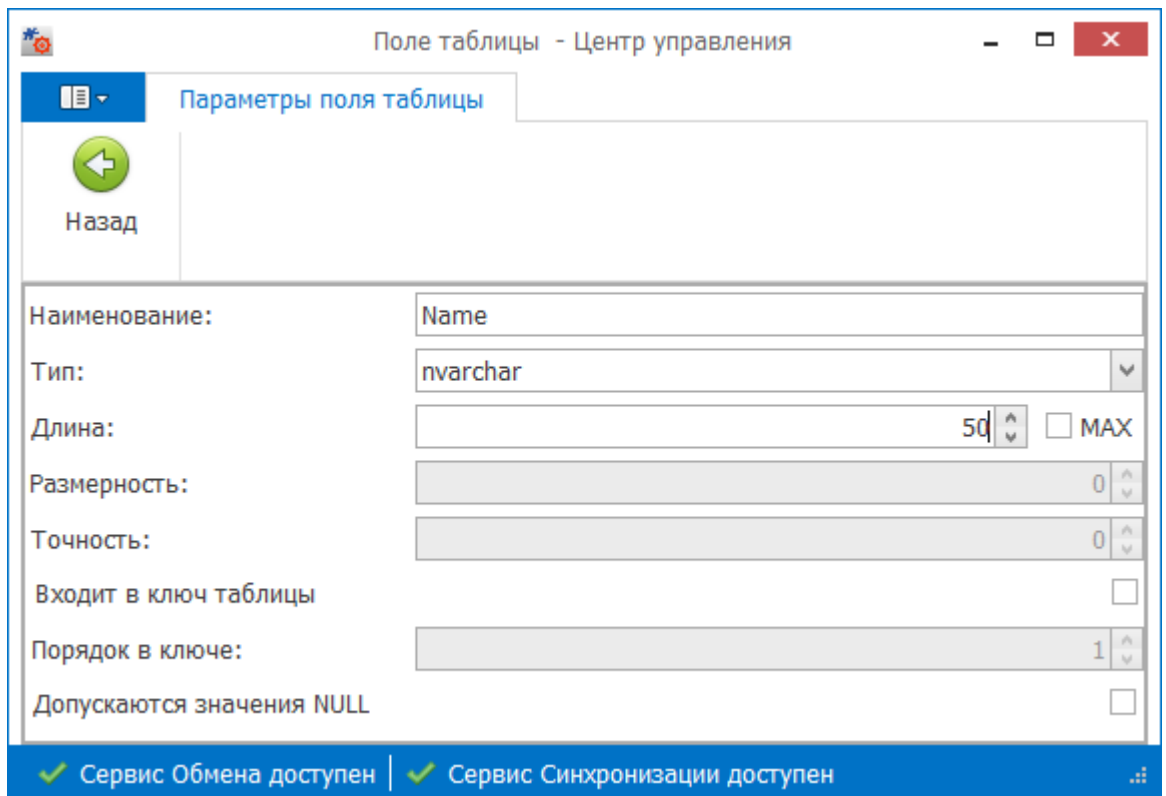 Поле таблицы - Центр управления
Параметры поля таблицы
Назад
Наименование: Name
Тип: nvarchar
Длина: 50 MAX
Размерность: 0
Точность: 0
Входит в ключ таблицы
Порядок в ключе: 1
Допускаются значения NULL
Сервис Обмена доступен Сервис Синхронизации доступен